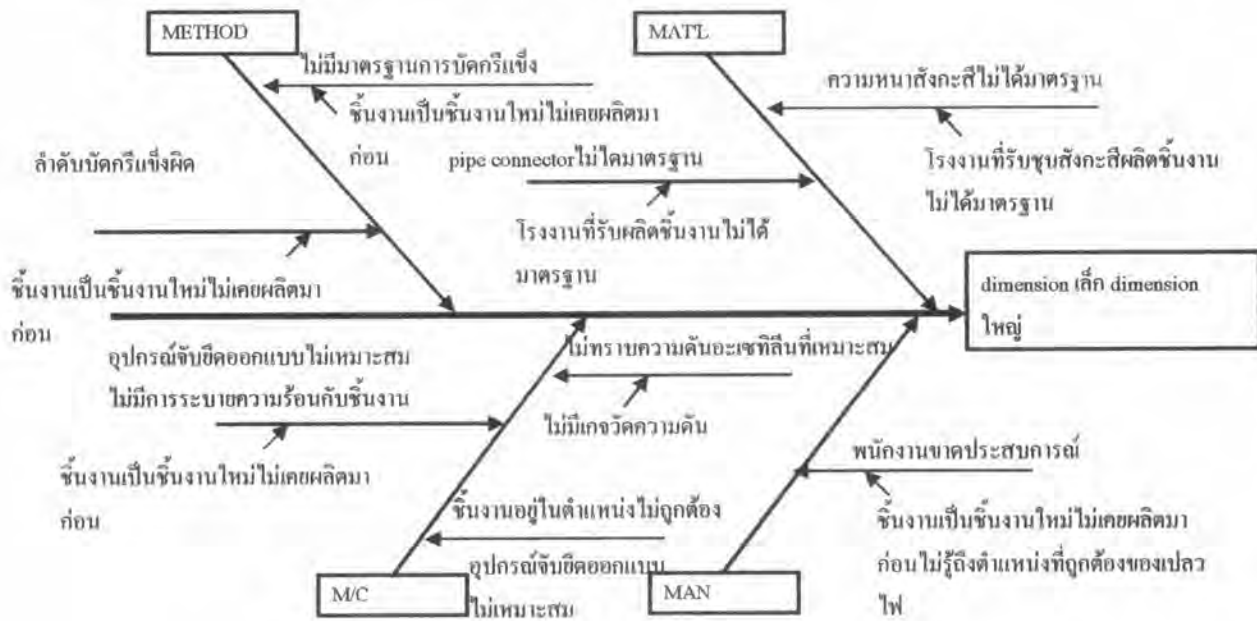 METHOD
MAT'L
ไม่มีมาตรฐานการบัดกรีแข็ง
ความหนาสังกะสีไม่ได้มาตรฐาน
ชิ้นงานเป็นชิ้นงานใหม่ไม่เคยผลิตมา
ก่อน
ลำดับบัดกรีแข็งผิด
pipe connectorไม่ไดมาตรฐาน
โรงงานที่รับชุบสังกะสีผลิตชิ้นงาน
ไม่ได้มาตรฐาน
โรงงานที่รับผลิตชิ้นงานไม่ได้
มาตรฐาน
ชิ้นงานเป็นชิ้นงานใหม่ไม่เคยผลิตมา
ก่อน
dimension เล็ก dimension
ใหญ่
อุปกรณ์จับยึดออกแบบไม่เหมาะสม
ไม่มีการระบายความร้อนกับชิ้นงาน
ไม่ทราบความดันอะเซทิลีนที่เหมาะสม
ไม่มีเกจวัดความดัน
ชิ้นงานเป็นชิ้นงานใหม่ไม่เคยผลิตมา
ก่อน
พนักงานขาดประสบการณ์
ชิ้นงานอยู่ในตำแหน่งไม่ถูกต้อง
อุปกรณ์จับยึดออกแบบ
ไม่เหมาะสม
ชิ้นงานเป็นชิ้นงานใหม่ไม่เคยผลิตมา
ก่อนไม่รู้ถึงตำแหน่งที่ถูกต้องของเปลว
ไฟ
M/C
MAN